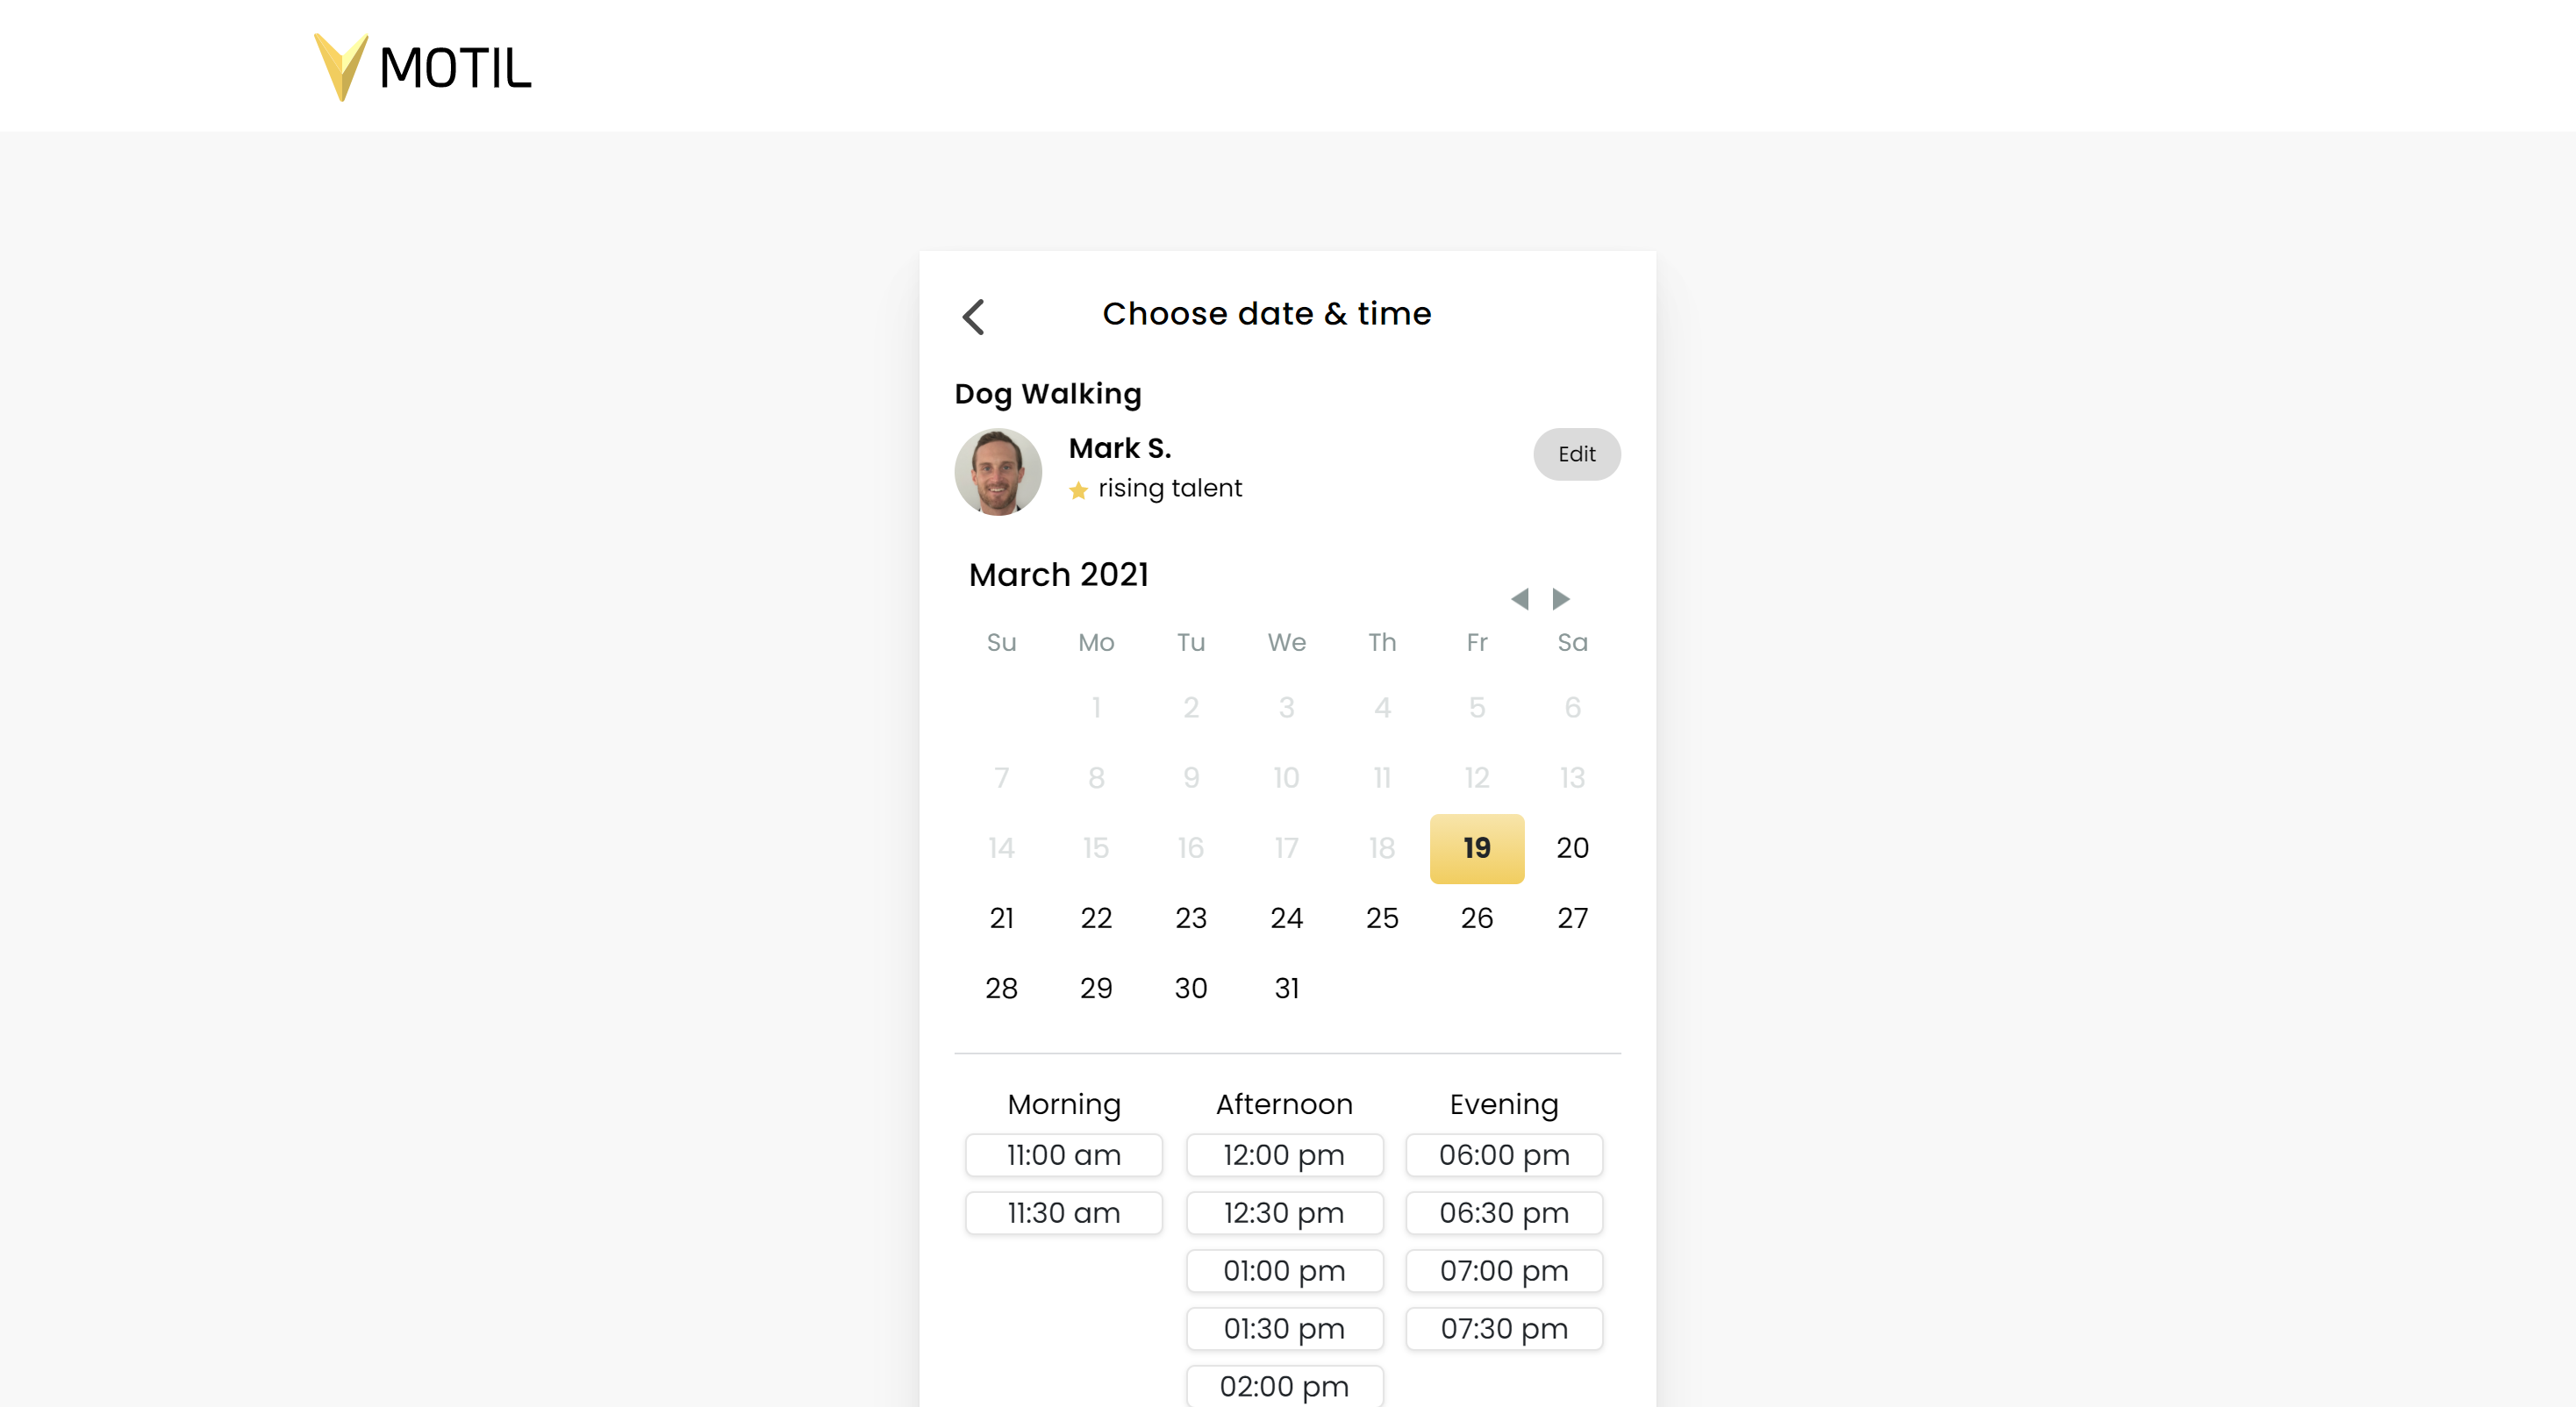 MOTIL
Choose date & time
Dog Walking
Mark S.
rising talent
Edit
March 2021
Su Mo Tu We Th Fr Sa
1 2 3 4 5 6
7 8 9 10 11 12 13
14 15 16 17 18 19 20
21 22 23 24 25 26 27
28 29 30 31
Morning Afternoon Evening
11:00 am 12:00 pm 06:00 pm
11:30 am 12:30 pm 06:30 pm
01:00 pm 07:00 pm
01:30 pm 07:30 pm
02:00 pm